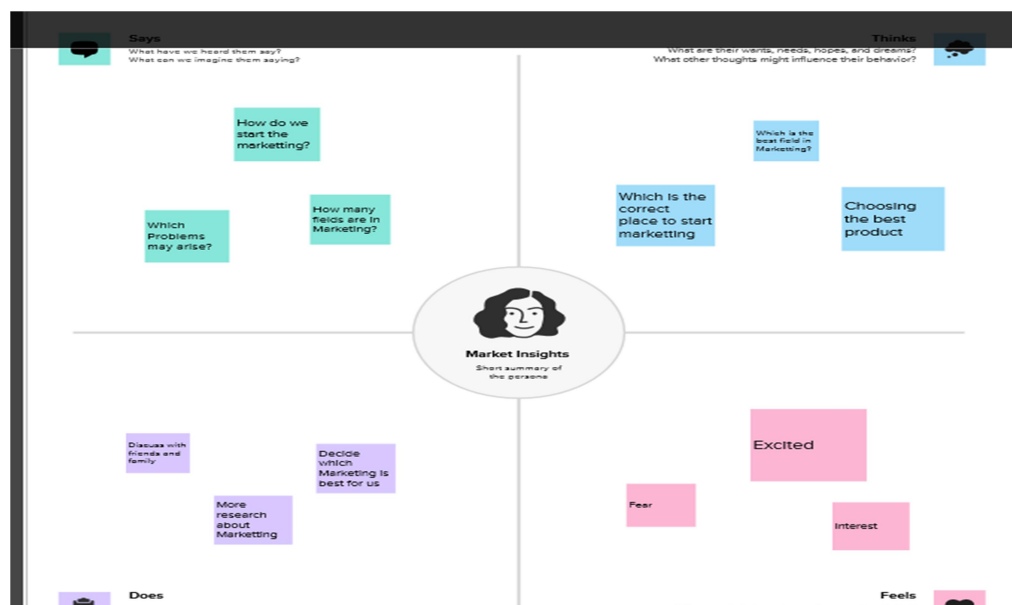 Says
What have we heard them say?
What can we imagine them saying?
Thinks
What are their wants, needs, hopes, and dreams?
What other thoughts might influence their behavior?
How do we
start the
marketting?
Which
Problems
may arise?
How many
fields are in
Marketing?
Which is the
best field in
Marketting?
Which is the
correct
place to start
marketting
Choosing
the best
product
Market Insights
Short summary of
the persona
Discuss with
friends and
family
More
research
about
Marketting
Decide
which
Marketing is
best for us
Excited
Fear
Interest
Does
Feels